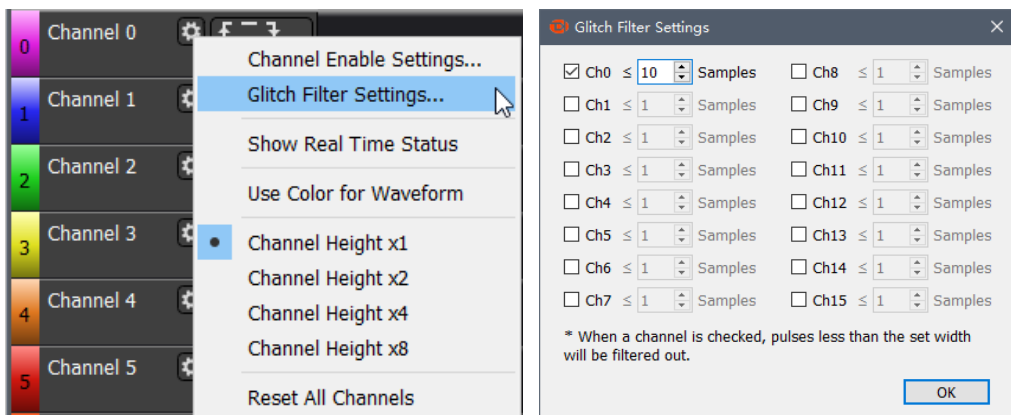 0
Channel 0
1
Channel 1
2
Channel 2
3
Channel 3
4
Channel 4
5
Channel 5
Channel Enable Settings...
Glitch Filter Settings...
Show Real Time Status
Use Color for Waveform
Channel Height x1
Channel Height x2
Channel Height x4
Channel Height x8
Reset All Channels
Glitch Filter Settings
Ch0 ≤ 10 Samples
Ch1 ≤ 1 Samples
Ch2 ≤ 1 Samples
Ch3 ≤ 1 Samples
Ch4 ≤ 1 Samples
Ch5 ≤ 1 Samples
Ch6 ≤ 1 Samples
Ch7 ≤ 1 Samples
Ch8 ≤ 1 Samples
Ch9 ≤ 1 Samples
Ch10 ≤ 1 Samples
Ch11 ≤ 1 Samples
Ch12 ≤ 1 Samples
Ch13 ≤ 1 Samples
Ch14 ≤ 1 Samples
Ch15 ≤ 1 Samples
* When a channel is checked, pulses less than the set width
will be filtered out.
OK